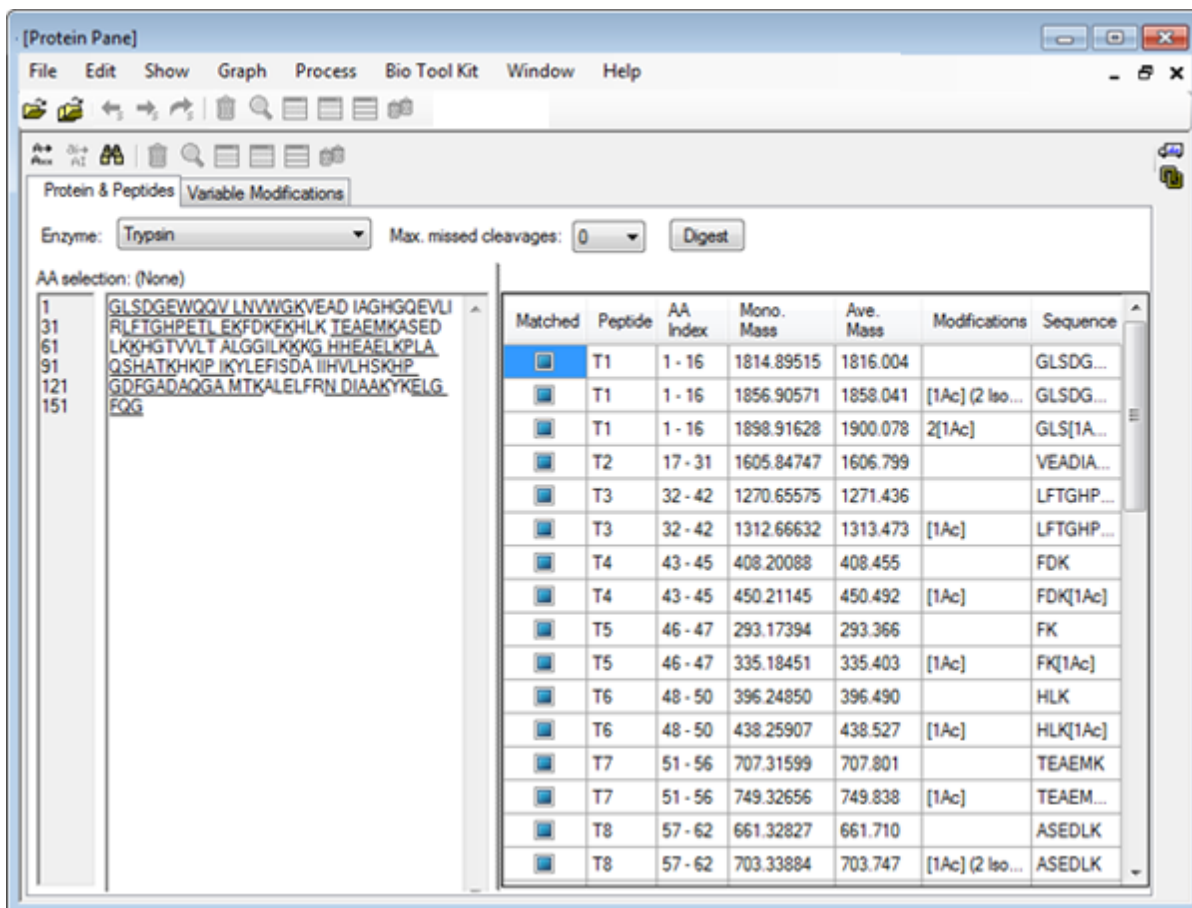 [Protein Pane]
File Edit Show Graph Process Bio Tool Kit Window Help
Protein & Peptides Variable Modifications
Enzyme: Trypsin Max. missed cleavages: 0 Digest
AA selection: (None)
1 GLSDGEWQQV LNVWGKVEAD IAGHGQEVLI
31 RLFTGHPETL EKFDKFKHLK TEAEMKASED
61 LKKHGTVVLT ALGGILKKKG HHEAELKPLA
91 QSHATKHKIP IKYLEFISDA IIHVLHSKHP
121 GDFGADAQGA MTKALELFRN DIAAKYKELG
151 FQG
Matched Peptide AA Index Mono. Mass Ave. Mass Modifications Sequence
T1 1 - 16 1814.89515 1816.004 GLSDG...
T1 1 - 16 1856.90571 1858.041 [1Ac] (2 Iso... GLSDG...
T1 1 - 16 1898.91628 1900.078 2[1Ac] GLS[1A...
T2 17 - 31 1605.84747 1606.799 VEADIA...
T3 32 - 42 1270.65575 1271.436 LFTGHP...
T3 32 - 42 1312.66632 1313.473 [1Ac] LFTGHP...
T4 43 - 45 408.20088 408.455 FDK
T4 43 - 45 450.21145 450.492 [1Ac] FDK[1Ac]
T5 46 - 47 293.17394 293.366 FK
T5 46 - 47 335.18451 335.403 [1Ac] FK[1Ac]
T6 48 - 50 396.24850 396.490 HLK
T6 48 - 50 438.25907 438.527 [1Ac] HLK[1Ac]
T7 51 - 56 707.31599 707.801 TEAEMK
T7 51 - 56 749.32656 749.838 [1Ac] TEAEM...
T8 57 - 62 661.32827 661.710 ASEDLK
T8 57 - 62 703.33884 703.747 [1Ac] (2 Iso... ASEDLK